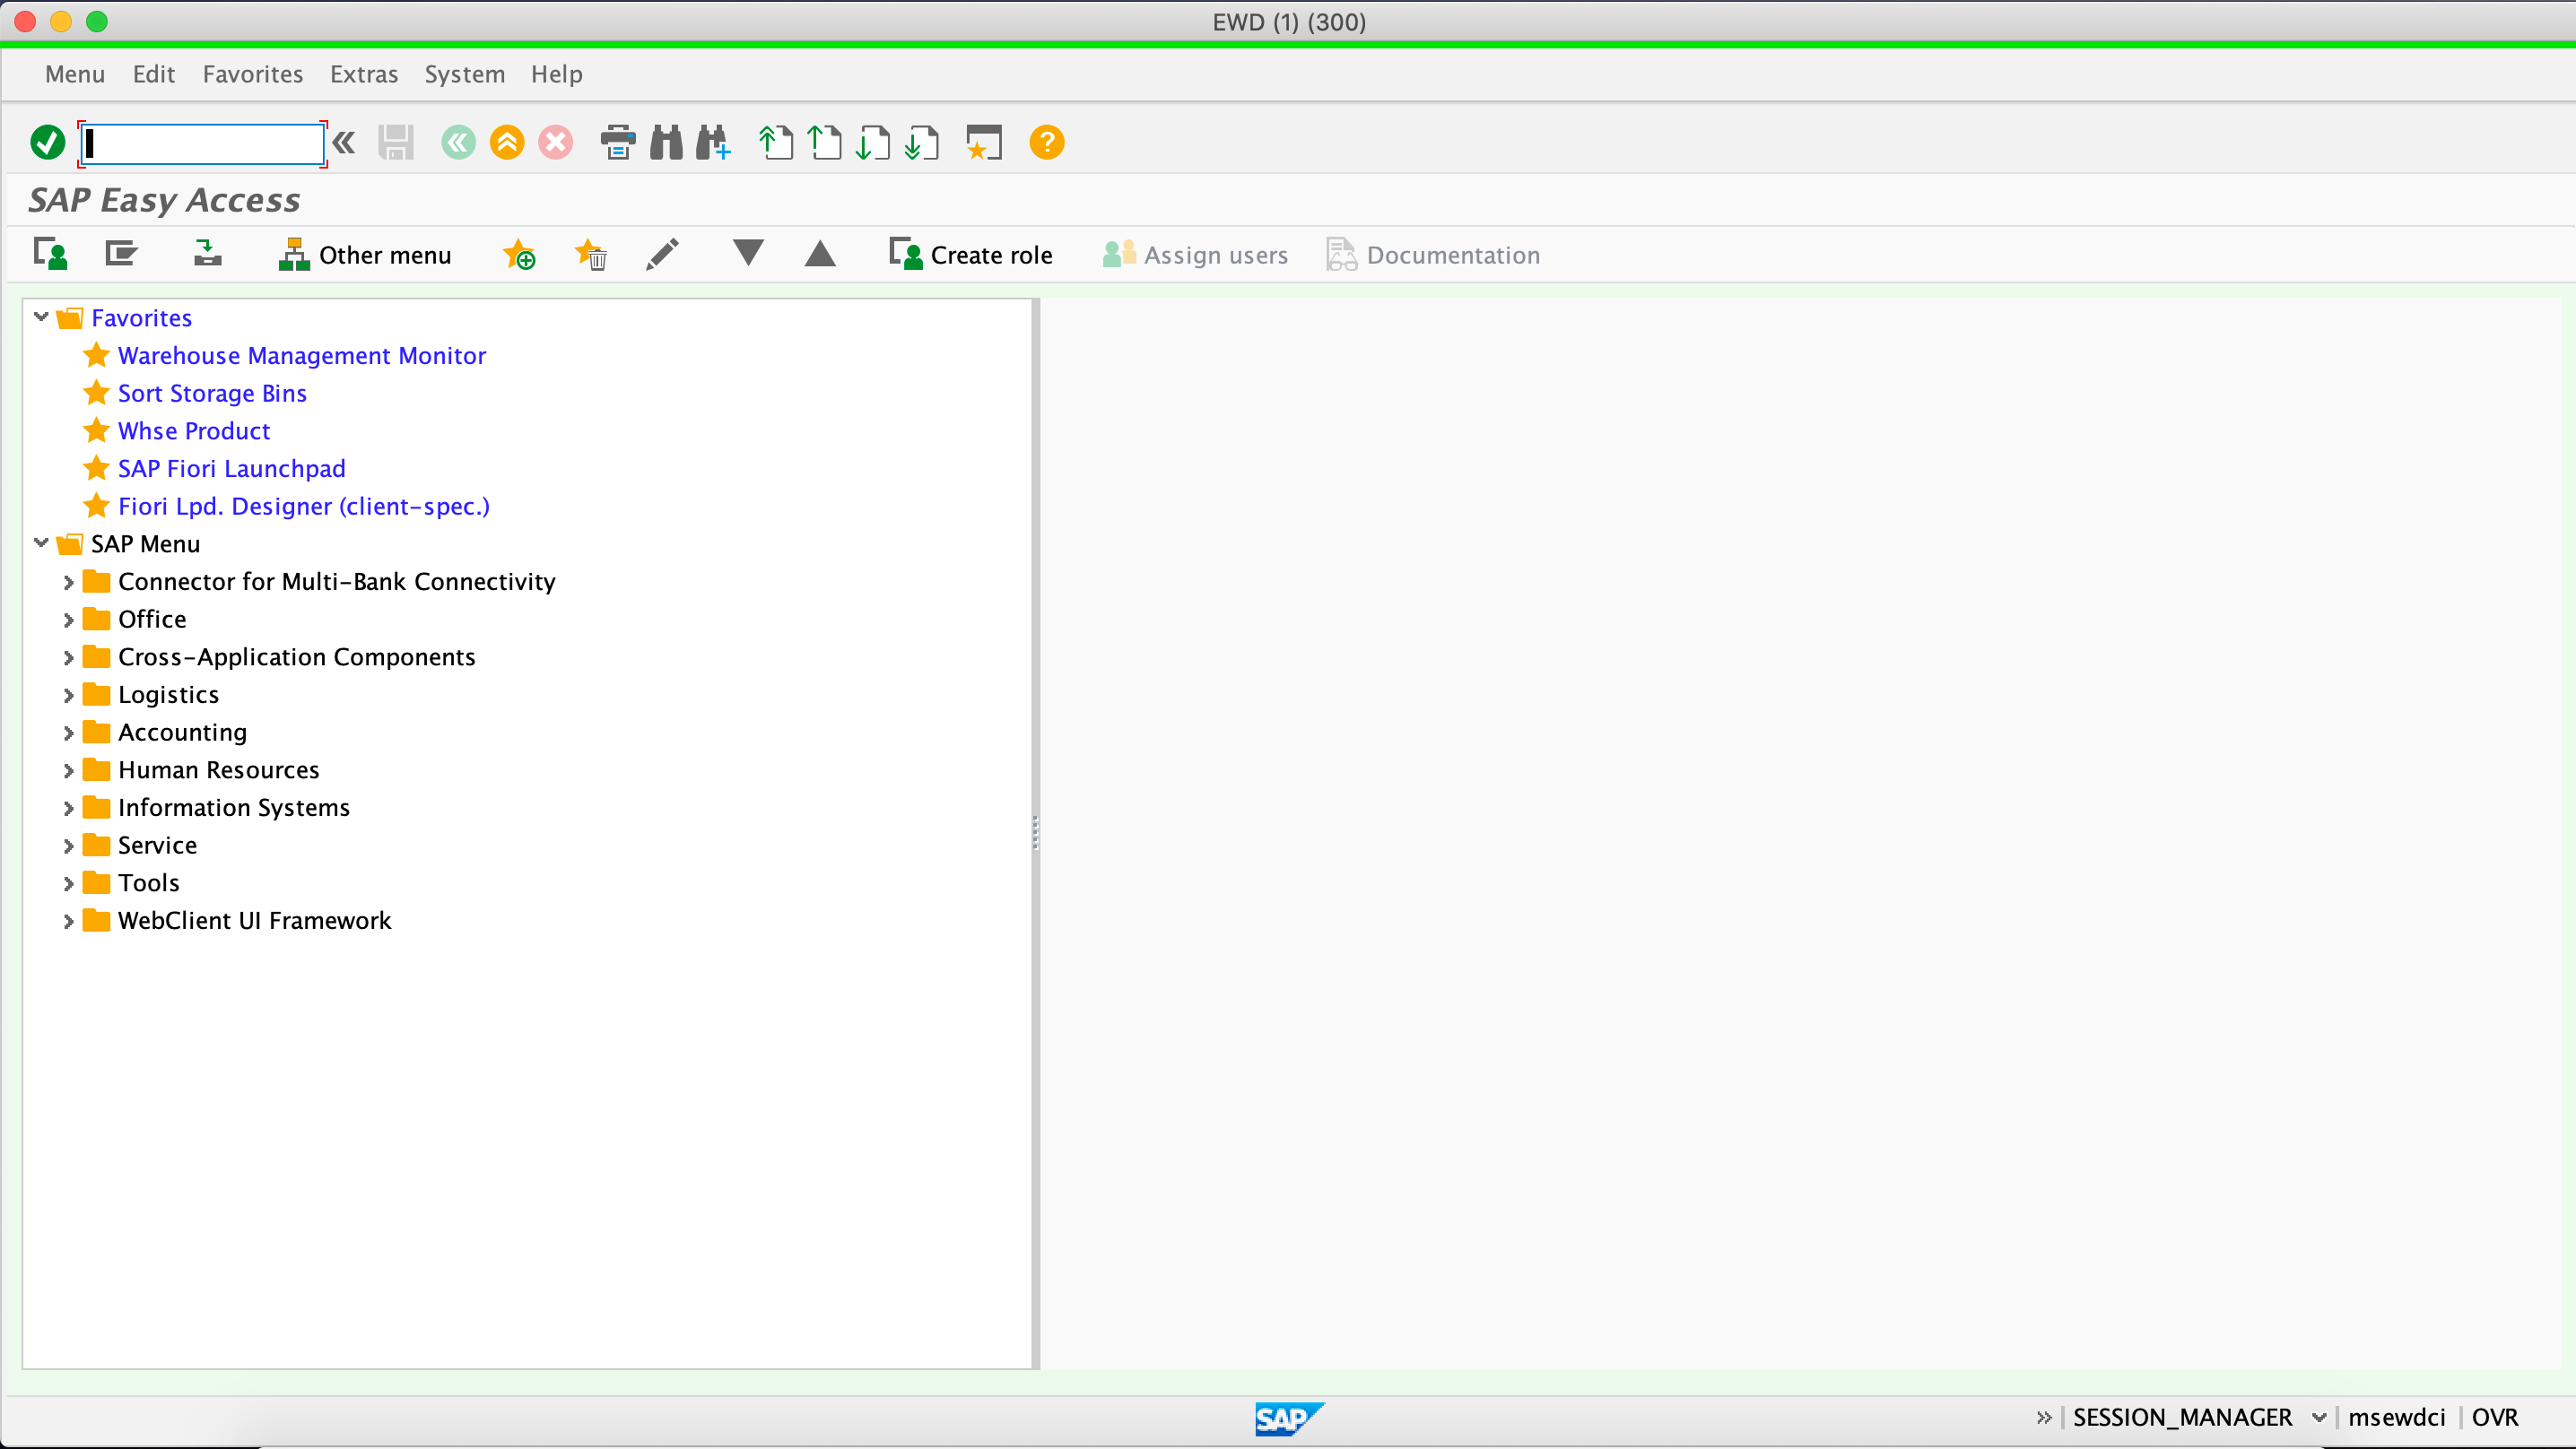 EWD (1) (300)
Menu Edit Favorites Extras System Help
SAP Easy Access
Other menu Create role Assign users Documentation
Favorites
Warehouse Management Monitor
Sort Storage Bins
Whse Product
SAP Fiori Launchpad
Fiori Lpd. Designer (client-spec.)
SAP Menu
Connector for Multi-Bank Connectivity
Office
Cross-Application Components
Logistics
Accounting
Human Resources
Information Systems
Service
Tools
WebClient UI Framework
SAP SESSION_MANAGER msewdci OVR